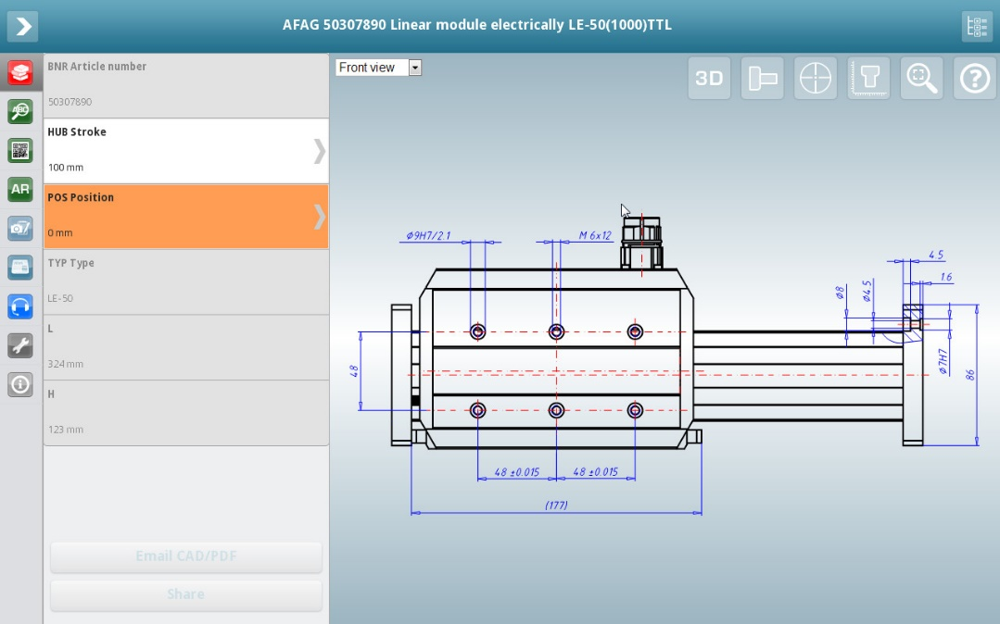 AFAG 50307890 Linear module electrically LE-50(1000)TTL
BNR Article number
50307890
HUB Stroke
100 mm
POS Position
0 mm
TYP Type
LE-50
L
324 mm
H
123 mm
Email CAD/PDF
Share
ABC
AR
Front view
3D
?
Ø9H7/2.1
M 6x12
4.5
1.6
Ø8
Ø4.5
Ø7H7
86
48
48 ±0.015
48 ±0.015
(177)